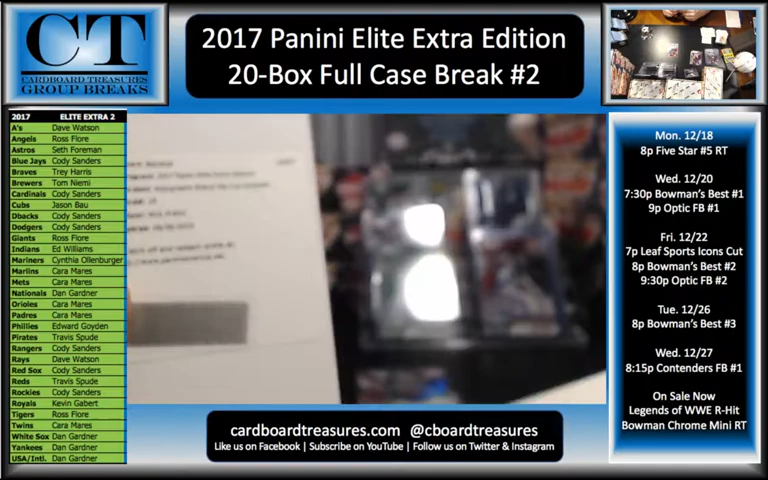 CT
CARDBOARD TREASURES
GROUP BREAKS
2017 Panini Elite Extra Edition
20-Box Full Case Break #2
2017 ELITE EXTRA 2
A's Dave Watson
Angels Ross Flore
Astros Seth Foreman
Blue Jays Cody Sanders
Braves Trey Harris
Brewers Tom Niemi
Cardinals Cody Sanders
Cubs Jason Bau
Dbacks Cody Sanders
Dodgers Cody Sanders
Giants Ross Flore
Indians Ed Williams
Mariners Cynthia Ollenburger
Marlins Cara Mares
Mets Cara Mares
Nationals Dan Gardner
Orioles Cara Mares
Padres Cara Mares
Phillies Edward Goyden
Pirates Travis Spude
Rangers Cody Sanders
Rays Dave Watson
Red Sox Cody Sanders
Reds Travis Spude
Rockies Cody Sanders
Royals Kevin Gabert
Tigers Ross Flore
Twins Cara Mares
White Sox Dan Gardner
Yankees Dan Gardner
USA/Intl. Dan Gardner
Mon. 12/18
8p Five Star #5 RT
Wed. 12/20
7:30p Bowman's Best #1
9p Optic FB #1
Fri. 12/22
7p Leaf Sports Icons Cut
8p Bowman's Best #2
9:30p Optic FB #2
Tue. 12/26
8p Bowman's Best #3
Wed. 12/27
8:15p Contenders FB #1
On Sale Now
Legends of WWE R-Hit
Bowman Chrome Mini RT
cardboardtreasures.com @cboardtreasures
Like us on Facebook | Subscribe on YouTube | Follow us on Twitter & Instagram